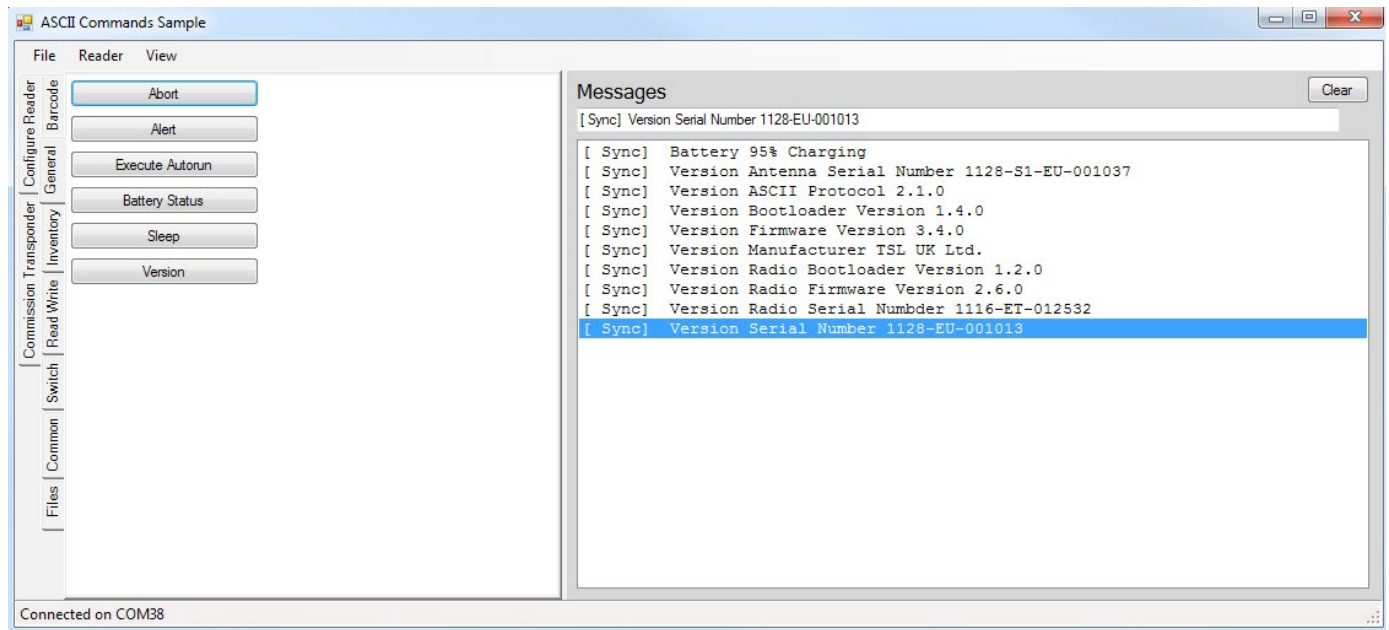 ASCII Commands Sample
File Reader View
Configure Reader
Commission Transponder
Barcode
General
Inventory
Read Write
Switch
Common
Files
Abort
Alert
Execute Autorun
Battery Status
Sleep
Version
Messages
Clear
[ Sync] Version Serial Number 1128-EU-001013
[ Sync] Battery 95% Charging
[ Sync] Version Antenna Serial Number 1128-S1-EU-001037
[ Sync] Version ASCII Protocol 2.1.0
[ Sync] Version Bootloader Version 1.4.0
[ Sync] Version Firmware Version 3.4.0
[ Sync] Version Manufacturer TSL UK Ltd.
[ Sync] Version Radio Bootloader Version 1.2.0
[ Sync] Version Radio Firmware Version 2.6.0
[ Sync] Version Radio Serial Numbder 1116-ET-012532
[ Sync] Version Serial Number 1128-EU-001013
Connected on COM38